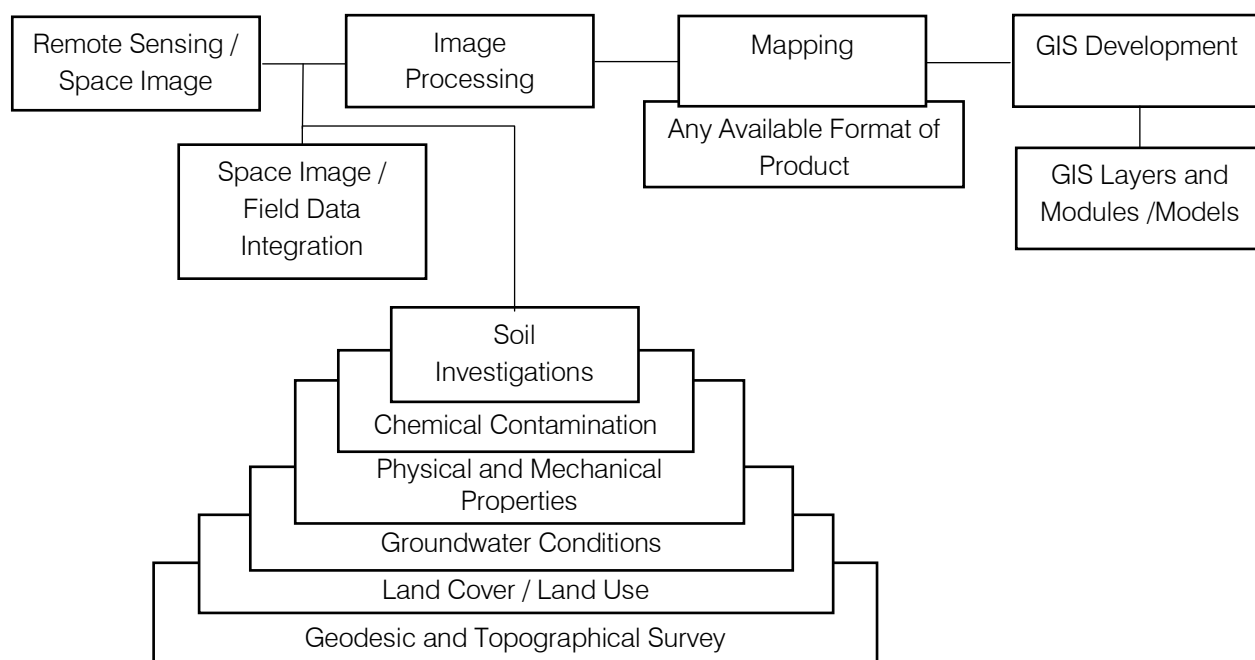 Remote Sensing /
Space Image
Image
Processing
Mapping
GIS Development
Any Available Format of
Product
Space Image /
Field Data
Integration
GIS Layers and
Modules /Models
Soil
Investigations
Chemical Contamination
Physical and Mechanical
Properties
Groundwater Conditions
Land Cover / Land Use
Geodesic and Topographical Survey